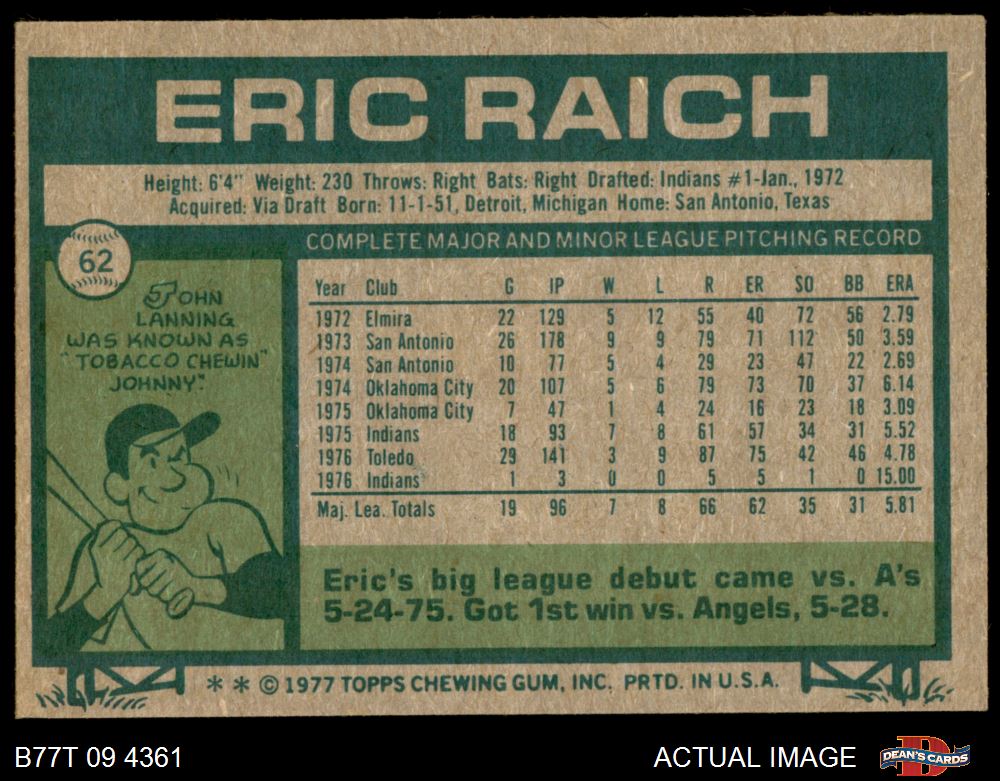 ERIC RAICH
Height: 6'4" Weight: 230 Throws: Right Bats: Right Drafted: Indians #1-Jan., 1972
Acquired: Via Draft Born: 11-1-51, Detroit, Michigan Home: San Antonio, Texas
62
JOHN
LANNING
WAS KNOWN AS
"TOBACCO CHEWIN'
JOHNNY."
COMPLETE MAJOR AND MINOR LEAGUE PITCHING RECORD
Year Club G IP W L R ER SO BB ERA
1972 Elmira 22 129 5 12 55 40 72 56 2.79
1973 San Antonio 26 178 9 9 79 71 112 50 3.59
1974 San Antonio 10 77 5 4 29 23 47 22 2.69
1974 Oklahoma City 20 107 5 6 79 73 70 37 6.14
1975 Oklahoma City 7 47 1 4 24 16 23 18 3.09
1975 Indians 18 93 7 8 61 57 34 31 5.52
1976 Toledo 29 141 3 9 87 75 42 46 4.78
1976 Indians 1 3 0 0 5 5 1 0 15.00
Maj. Lea. Totals 19 96 7 8 66 62 35 31 5.81
Eric's big league debut came vs. A's
5-24-75. Got 1st win vs. Angels, 5-28.
* * © 1977 TOPPS CHEWING GUM, INC. PRTD. IN U.S.A.
B77T 09 4361
ACTUAL IMAGE
DEAN'S CARDS